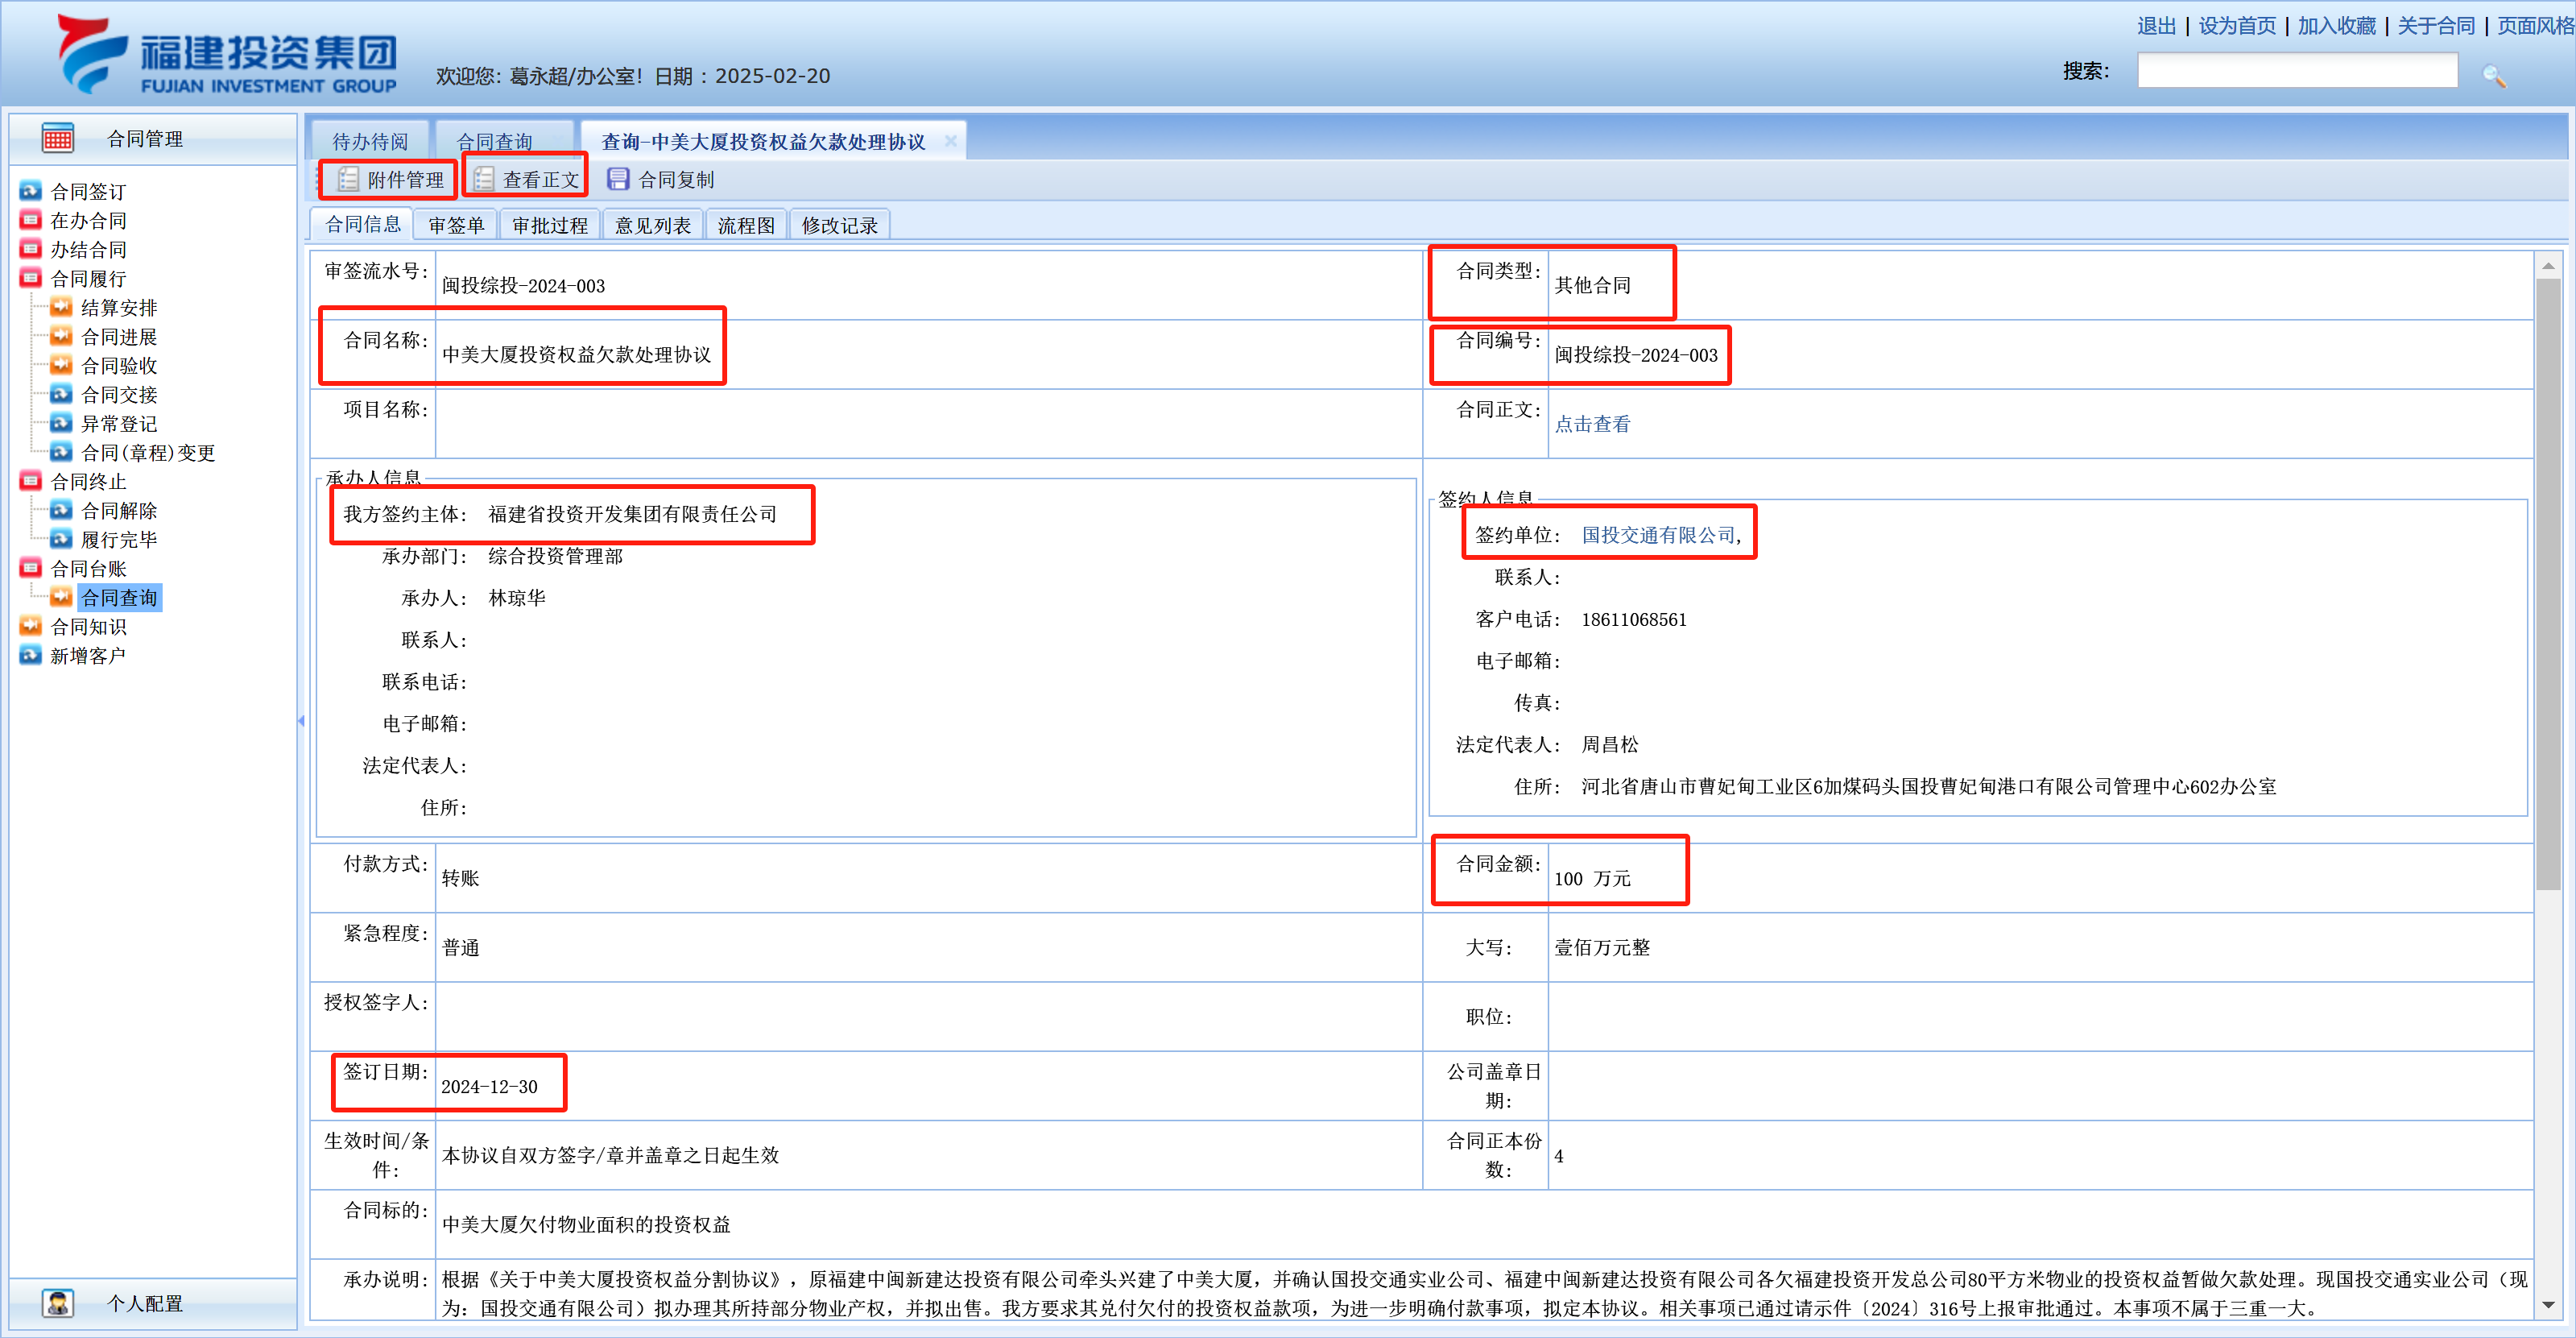 福建投资集团
FUJIAN INVESTMENT GROUP
欢迎您: 葛永超/办公室! 日期 : 2025-02-20
退出 | 设为首页 | 加入收藏 | 关于合同 | 页面风格
搜索:
合同管理
合同签订
在办合同
办结合同
合同履行
结算安排
合同进展
合同验收
合同交接
异常登记
合同(章程)变更
合同终止
合同解除
履行完毕
合同台账
合同查询
合同知识
新增客户
个人配置
待办待阅 合同查询 查询-中美大厦投资权益欠款处理协议
附件管理 查看正文 合同复制
合同信息 审签单 审批过程 意见列表 流程图 修改记录
审签流水号: 闽投综投-2024-003 合同类型: 其他合同
合同名称: 中美大厦投资权益欠款处理协议 合同编号: 闽投综投-2024-003
项目名称: 合同正文: 点击查看
承办人信息
我方签约主体: 福建省投资开发集团有限责任公司
承办部门: 综合投资管理部
承办人: 林琼华
联系人:
联系电话:
电子邮箱:
法定代表人:
住所:
签约人信息
签约单位: 国投交通有限公司,
联系人:
客户电话: 18611068561
电子邮箱:
传真:
法定代表人: 周昌松
住所: 河北省唐山市曹妃甸工业区6加煤码头国投曹妃甸港口有限公司管理中心602办公室
付款方式: 转账 合同金额: 100 万元
紧急程度: 普通 大写: 壹佰万元整
授权签字人: 职位:
签订日期: 2024-12-30 公司盖章日
期:
生效时间/条
件: 本协议自双方签字/章并盖章之日起生效 合同正本份
数: 4
合同标的: 中美大厦欠付物业面积的投资权益
承办说明: 根据《关于中美大厦投资权益分割协议》，原福建中闽新建达投资有限公司牵头兴建了中美大厦，并确认国投交通实业公司、福建中闽新建达投资有限公司各欠福建投资开发总公司80平方米物业的投资权益暂做欠款处理。现国投交通实业公司（现
为：国投交通有限公司）拟办理其所持部分物业产权，并拟出售。我方要求其兑付欠付的投资权益款项，为进一步明确付款事项，拟定本协议。相关事项已通过请示件〔2024〕316号上报审批通过。本事项不属于三重一大。